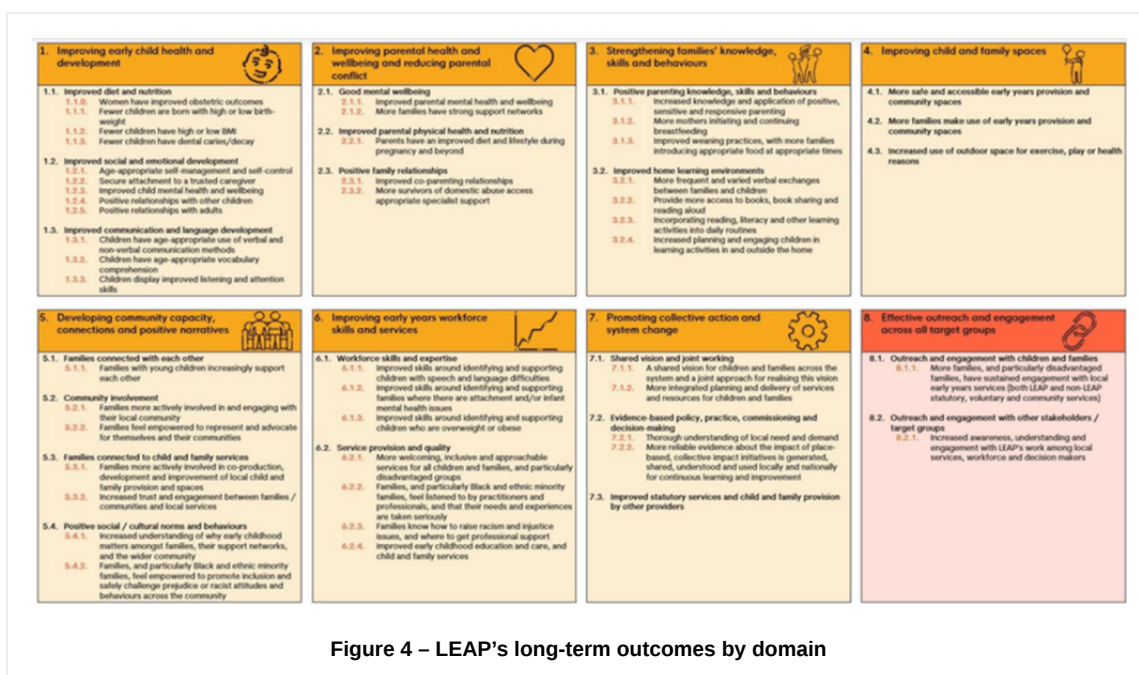 1. Improving early child health and
development
1.1. Improved diet and nutrition
1.1.0. Women have improved obstetric outcomes
1.1.1. Fewer children are born with high or low birth-
weight
1.1.2. Fewer children have high or low BMI
1.1.3. Fewer children have dental caries/decay
1.2. Improved social and emotional development
1.2.1. Age-appropriate self-management and self-control
1.2.2. Secure attachment to a trusted caregiver
1.2.3. Improved child mental health and wellbeing
1.2.4. Positive relationships with other children
1.2.5. Positive relationships with adults
1.3. Improved communication and language development
1.3.1. Children have age-appropriate use of verbal and
non-verbal communication methods
1.3.2. Children have age-appropriate vocabulary
comprehension
1.3.3. Children display improved listening and attention
skills
2. Improving parental health and
wellbeing and reducing parental
conflict
2.1. Good mental wellbeing
2.1.1. Improved parental mental health and wellbeing
2.1.2. More families have strong support networks
2.2. Improved parental physical health and nutrition
2.2.1. Parents have an improved diet and lifestyle during
pregnancy and beyond
2.3. Positive family relationships
2.3.1. Improved co-parenting relationships
2.3.2. More survivors of domestic abuse access
appropriate specialist support
3. Strengthening families' knowledge,
skills and behaviours
3.1. Positive parenting knowledge, skills and behaviours
3.1.1. Increased knowledge and application of positive,
sensitive and responsive parenting
3.1.2. More mothers initiating and continuing
breastfeeding
3.1.3. Improved weaning practices, with more families
introducing appropriate food at appropriate times
3.2. Improved home learning environments
3.2.1. More frequent and varied verbal exchanges
between families and children
3.2.2. Provide more access to books, book sharing and
reading aloud
3.2.3. Incorporating reading, literacy and other learning
activities into daily routines
3.2.4. Increased planning and engaging children in
learning activities in and outside the home
4. Improving child and family spaces
4.1. More safe and accessible early years provision and
community spaces
4.2. More families make use of early years provision and
community spaces
4.3. Increased use of outdoor space for exercise, play or health
reasons
5. Developing community capacity,
connections and positive narratives
5.1. Families connected with each other
5.1.1. Families with young children increasingly support
each other
5.2. Community involvement
5.2.1. Families more actively involved in and engaging with
their local community
5.2.2. Families feel empowered to represent and advocate
for themselves and their communities
5.3. Families connected to child and family services
5.3.1. Families more actively involved in co-production,
development and improvement of local child and
family provision and spaces
5.3.2. Increased trust and engagement between families /
communities and local services
5.4. Positive social / cultural norms and behaviours
5.4.1. Increased understanding of why early childhood
matters amongst families, their support networks,
and the wider community
5.4.2. Families, and particularly Black and ethnic minority
families, feel empowered to promote inclusion and
safely challenge prejudice or racist attitudes and
behaviours across the community
6. Improving early years workforce
skills and services
6.1. Workforce skills and expertise
6.1.1. Improved skills around identifying and supporting
children with speech and language difficulties
6.1.2. Improved skills around identifying and supporting
families where there are attachment and/or infant
mental health issues
6.1.3. Improved skills around identifying and supporting
children who are overweight or obese
6.2. Service provision and quality
6.2.1. More welcoming, inclusive and approachable
services for all children and families, and particularly
disadvantaged groups
6.2.2. Families, and particularly Black and ethnic minority
families, feel listened to by practitioners and
professionals, and that their needs and experiences
are taken seriously
6.2.3. Families know how to raise racism and injustice
issues, and where to get professional support
6.2.4. Improved early childhood education and care, and
child and family services
7. Promoting collective action and
system change
7.1. Shared vision and joint working
7.1.1. A shared vision for children and families across the
system and a joint approach for realising this vision
7.1.2. More integrated planning and delivery of services
and resources for children and families
7.2. Evidence-based policy, practice, commissioning and
decision-making
7.2.1. Thorough understanding of local need and demand
7.2.2. More reliable evidence about the impact of place-
based, collective impact initiatives is generated,
shared, understood and used locally and nationally
for continuous learning and improvement
7.3. Improved statutory services and child and family provision
by other providers
8. Effective outreach and engagement
across all target groups
8.1. Outreach and engagement with children and families
8.1.1. More families, and particularly disadvantaged
families, have sustained engagement with local
early years services (both LEAP and non-LEAP
statutory, voluntary and community services)
8.2. Outreach and engagement with other stakeholders /
target groups
8.2.1. Increased awareness, understanding and
engagement with LEAP's work among local
services, workforce and decision makers
Figure 4 – LEAP's long-term outcomes by domain